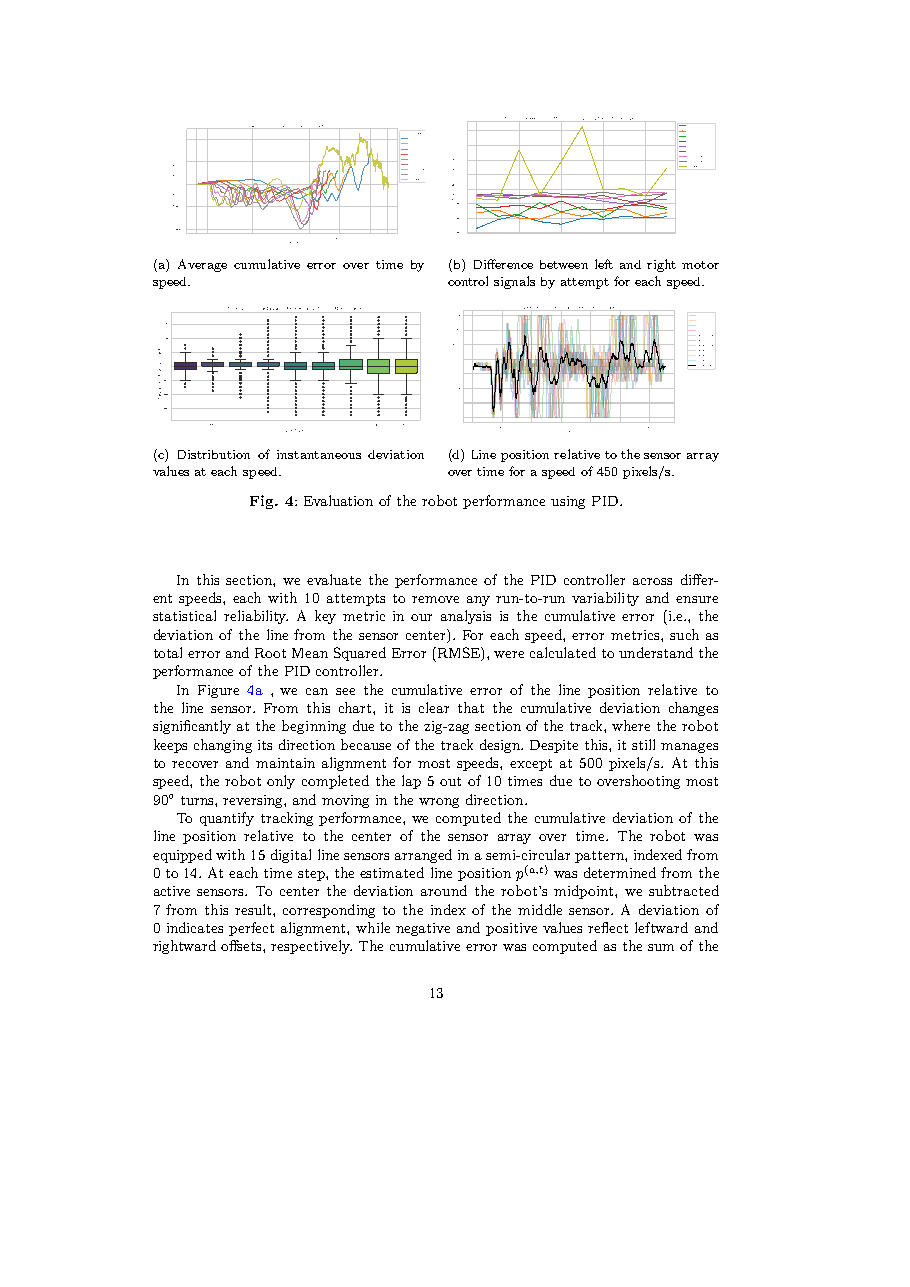 (a) Average cumulative error over time by
speed.
(b) Difference between left and right motor
control signals by attempt for each speed.
(c) Distribution of instantaneous deviation
values at each speed.
(d) Line position relative to the sensor array
over time for a speed of 450 pixels/s.
Fig. 4: Evaluation of the robot performance using PID.
In this section, we evaluate the performance of the PID controller across differ-
ent speeds, each with 10 attempts to remove any run-to-run variability and ensure
statistical reliability. A key metric in our analysis is the cumulative error (i.e., the
deviation of the line from the sensor center). For each speed, error metrics, such as
total error and Root Mean Squared Error (RMSE), were calculated to understand the
performance of the PID controller.
In Figure 4a , we can see the cumulative error of the line position relative to
the line sensor. From this chart, it is clear that the cumulative deviation changes
significantly at the beginning due to the zig-zag section of the track, where the robot
keeps changing its direction because of the track design. Despite this, it still manages
to recover and maintain alignment for most speeds, except at 500 pixels/s. At this
speed, the robot only completed the lap 5 out of 10 times due to overshooting most
90° turns, reversing, and moving in the wrong direction.
To quantify tracking performance, we computed the cumulative deviation of the
line position relative to the center of the sensor array over time. The robot was
equipped with 15 digital line sensors arranged in a semi-circular pattern, indexed from
0 to 14. At each time step, the estimated line position p^(a,t) was determined from the
active sensors. To center the deviation around the robot's midpoint, we subtracted
7 from this result, corresponding to the index of the middle sensor. A deviation of
0 indicates perfect alignment, while negative and positive values reflect leftward and
rightward offsets, respectively. The cumulative error was computed as the sum of the
13